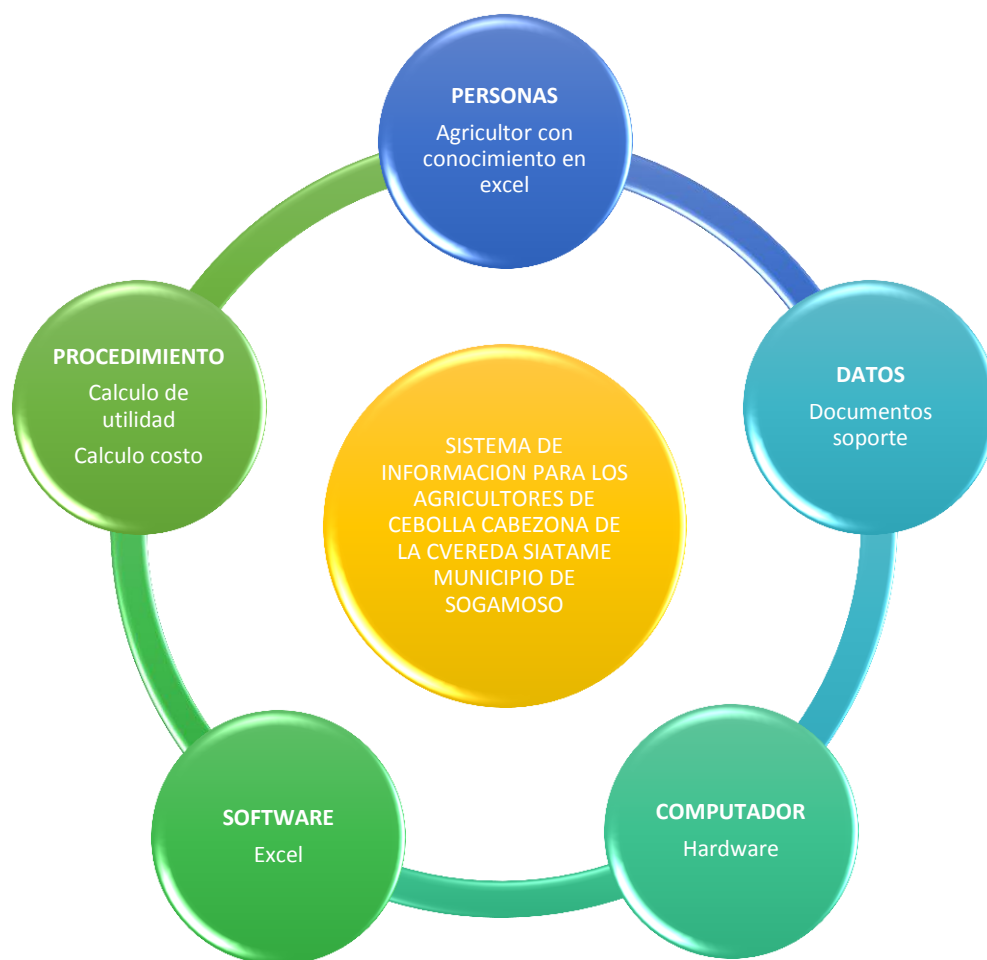 PERSONAS
Agricultor con
conocimiento en
excel
DATOS
Documentos
soporte
COMPUTADOR
Hardware
SOFTWARE
Excel
PROCEDIMIENTO
Calculo de
utilidad
Calculo costo
SISTEMA DE
INFORMACION PARA LOS
AGRICULTORES DE
CEBOLLA CABEZONA DE
LA CVEREDA SIATAME
MUNICIPIO DE
SOGAMOSO